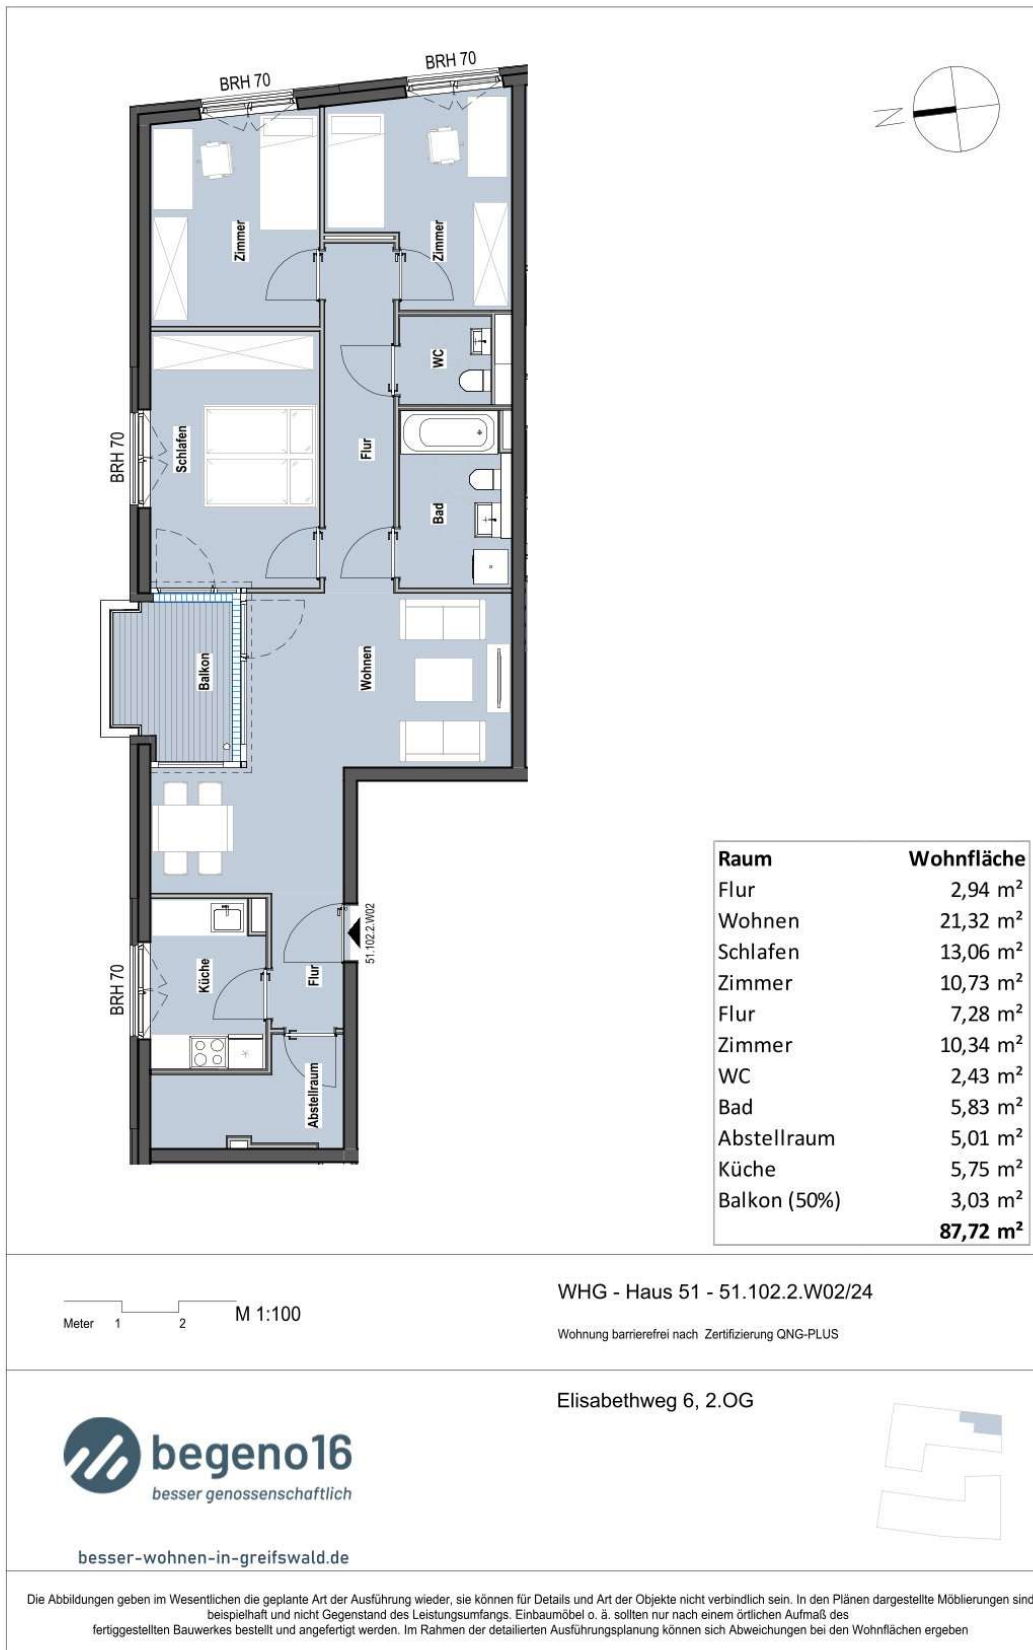 BRH 70
BRH 70
N
Zimmer
Zimmer
WC
BRH 70
Schlafen
Flur
Bad
Balkon
Wohnen
51.102.2.W02
BRH 70
Küche
Flur
Abstellraum
Raum Wohnfläche
Flur 2,94 m²
Wohnen 21,32 m²
Schlafen 13,06 m²
Zimmer 10,73 m²
Flur 7,28 m²
Zimmer 10,34 m²
WC 2,43 m²
Bad 5,83 m²
Abstellraum 5,01 m²
Küche 5,75 m²
Balkon (50%) 3,03 m²
87,72 m²
Meter 1 2 M 1:100
WHG - Haus 51 - 51.102.2.W02/24
Wohnung barrierefrei nach Zertifizierung QNG-PLUS
Elisabethweg 6, 2.OG
begeno16
besser genossenschaftlich
besser-wohnen-in-greifswald.de
Die Abbildungen geben im Wesentlichen die geplante Art der Ausführung wieder, sie können für Details und Art der Objekte nicht verbindlich sein. In den Plänen dargestellte Möblierungen sind
beispielhaft und nicht Gegenstand des Leistungsumfangs. Einbaumöbel o. ä. sollten nur nach einem örtlichen Aufmaß des
fertiggestellten Bauwerkes bestellt und angefertigt werden. Im Rahmen der detailierten Ausführungsplanung können sich Abweichungen bei den Wohnflächen ergeben